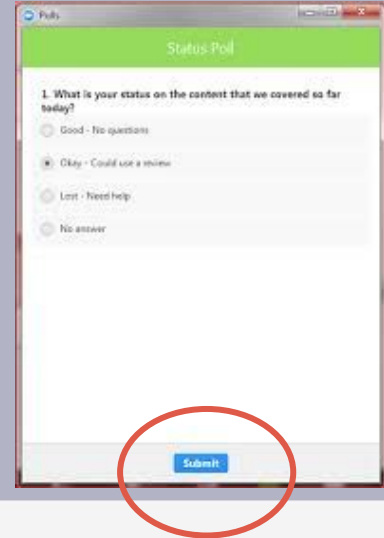 Polls
Status Poll
1. What is your status on the content that we covered so far
today?
Good - No questions
Okay - Could use a review
Lost - Need help
No answer
Submit